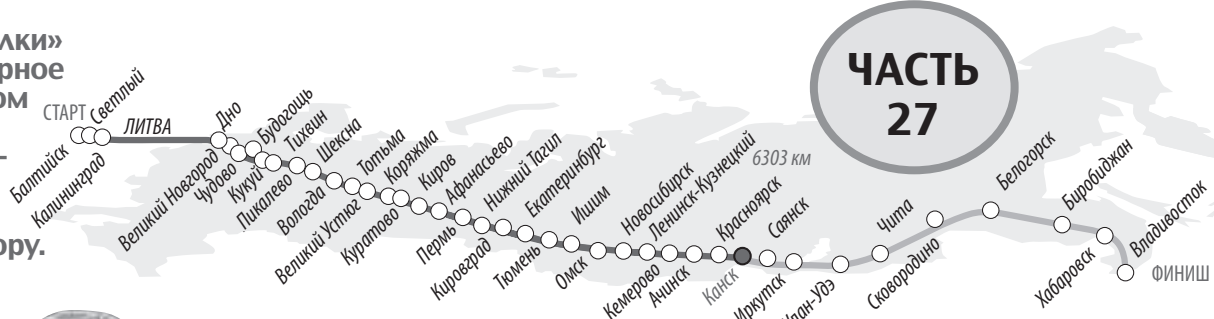 лки»
рное
ом
ору.
ЧАСТЬ
27
СТАРТ
Балтийск
Светлый
Калининград
ЛИТВА
Дно
Великий Новгород
Чудово
Будогощь
Кукуй
Тихвин
Пикалево
Шексна
Вологда
Тотьма
Великий Устюг
Коряжма
Куратово
Киров
Афанасьево
Пермь
Нижний Тагил
Кировград
Екатеринбург
Тюмень
Ишим
Омск
Новосибирск
Ленинск-Кузнецкий
Кемерово
Ачинск
Красноярск
6303 км
Канск
Саянск
Иркутск
Улан-Удэ
Чита
Сковородино
Белогорск
Биробиджан
Хабаровск
Владивосток
ФИНИШ